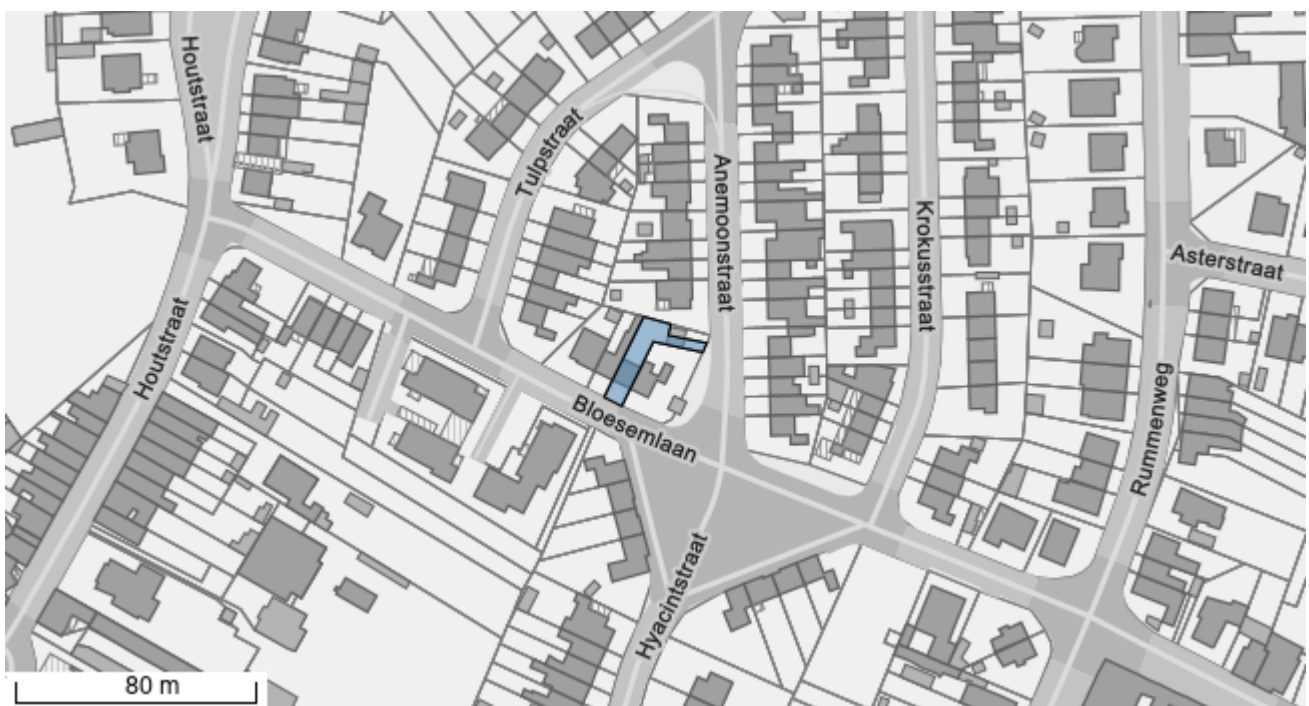 Houtstraat
Tulpstraat
Anemoonstraat
Krokusstraat
Asterstraat
Houtstraat
Rummenweg
Bloesemlaan
Hyacintstraat
80 m